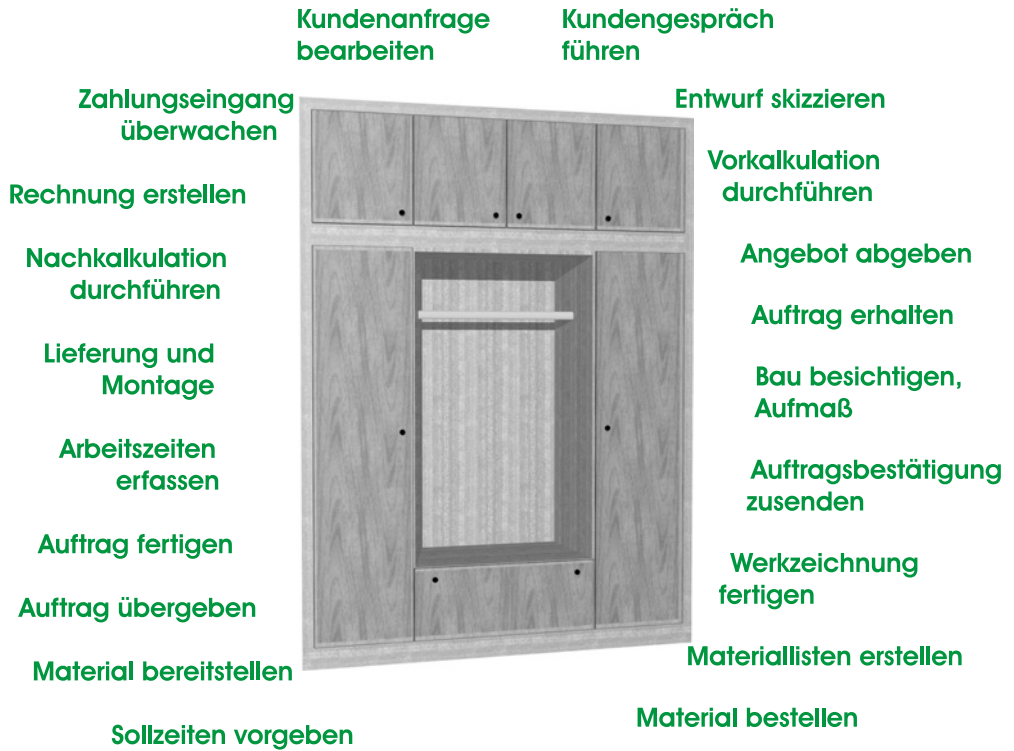 Kundenanfrage
bearbeiten
Kundengespräch
führen
Entwurf skizzieren
Vorkalkulation
durchführen
Angebot abgeben
Auftrag erhalten
Bau besichtigen,
Aufmaß
Auftragsbestätigung
zusenden
Werkzeichnung
fertigen
Materiallisten erstellen
Material bestellen
Sollzeiten vorgeben
Material bereitstellen
Auftrag übergeben
Auftrag fertigen
Arbeitszeiten
erfassen
Lieferung und
Montage
Nachkalkulation
durchführen
Rechnung erstellen
Zahlungseingang
überwachen